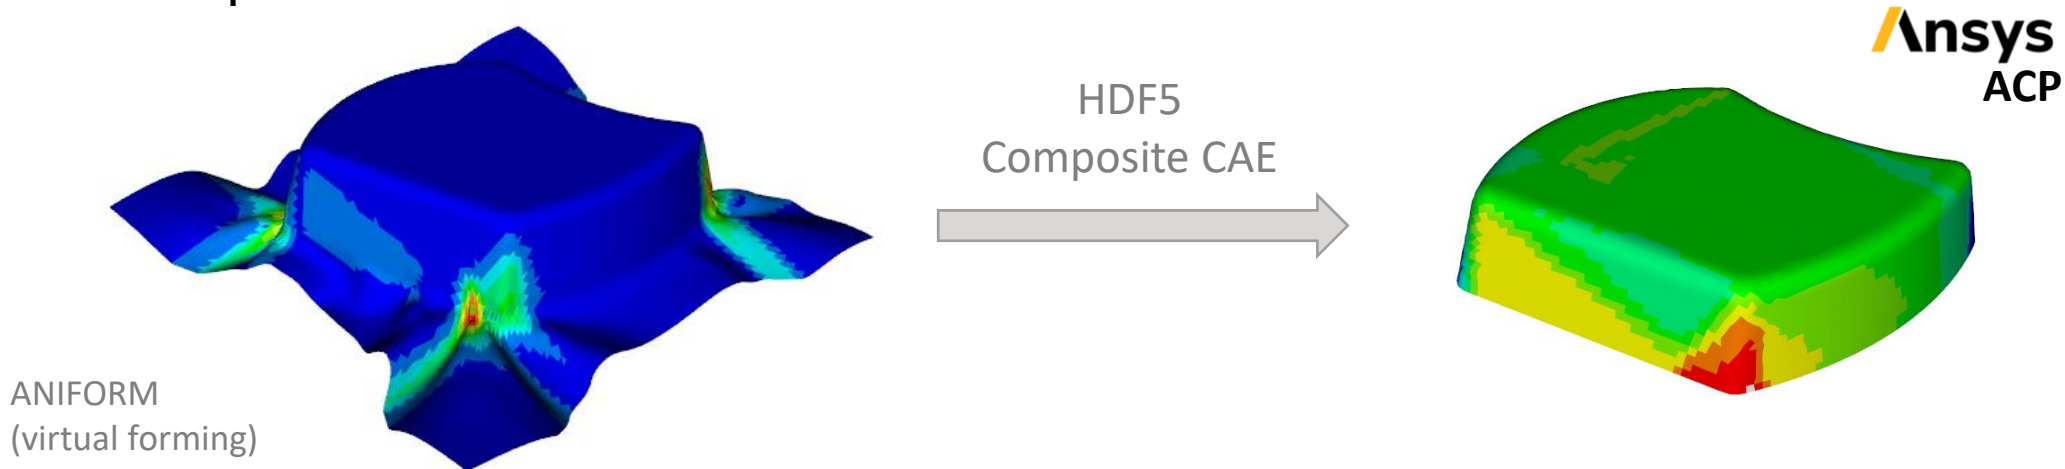 Ansys
ACP
HDF5
Composite CAE
ANIFORM
(virtual forming)